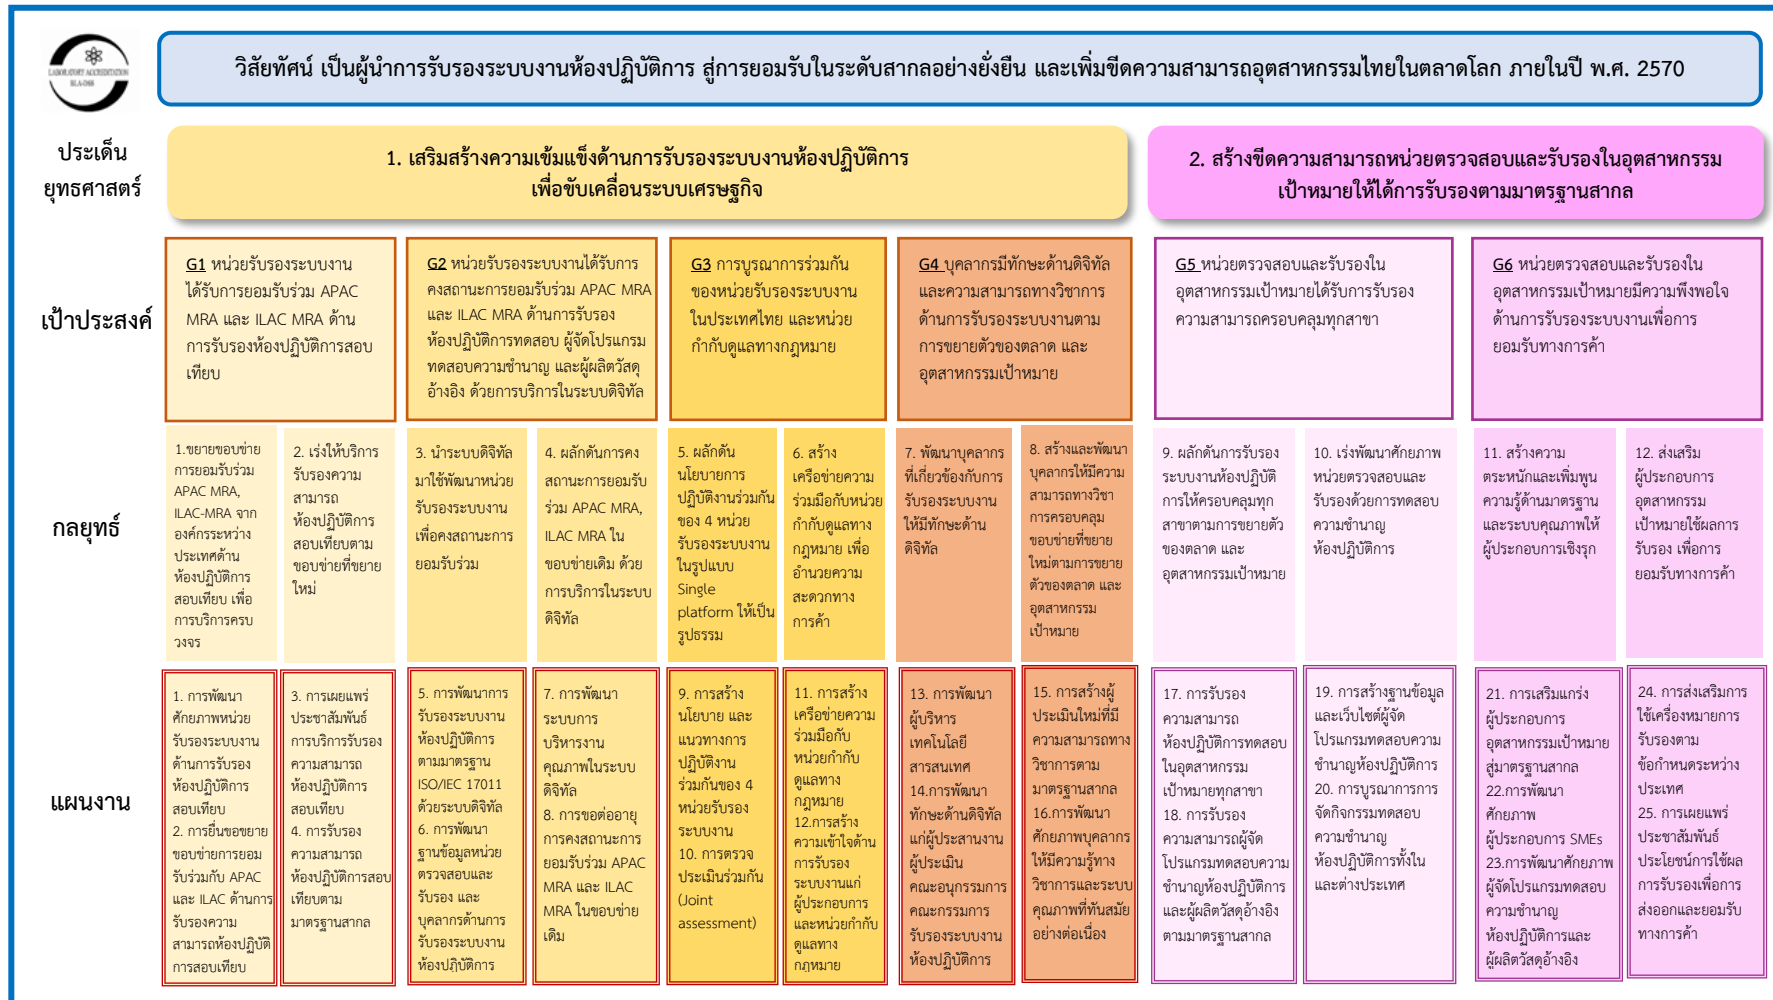 LABORATORY ACCREDITATION
BLA-DSS
วิสัยทัศน์ เป็นผู้นำการรับรองระบบงานห้องปฏิบัติการ สู่การยอมรับในระดับสากลอย่างยั่งยืน และเพิ่มขีดความสามารถอุตสาหกรรมไทยในตลาดโลก ภายในปี พ.ศ. 2570
ประเด็น
ยุทธศาสตร์
1. เสริมสร้างความเข้มแข็งด้านการรับรองระบบงานห้องปฏิบัติการ
เพื่อขับเคลื่อนระบบเศรษฐกิจ
2. สร้างขีดความสามารถหน่วยตรวจสอบและรับรองในอุตสาหกรรม
เป้าหมายให้ได้การรับรองตามมาตรฐานสากล
เป้าประสงค์
G1 หน่วยรับรองระบบงาน
ได้รับการยอมรับร่วม APAC
MRA และ ILAC MRA ด้าน
การรับรองห้องปฏิบัติการสอบ
เทียบ
G2 หน่วยรับรองระบบงานได้รับการ
คงสถานะการยอมรับร่วม APAC MRA
และ ILAC MRA ด้านการรับรอง
ห้องปฏิบัติการทดสอบ ผู้จัดโปรแกรม
ทดสอบความชำนาญ และผู้ผลิตวัสดุ
อ้างอิง ด้วยการบริการในระบบดิจิทัล
G3 การบูรณาการร่วมกัน
ของหน่วยรับรองระบบงาน
ในประเทศไทย และหน่วย
กำกับดูแลทางกฎหมาย
G4 บุคลากรมีทักษะด้านดิจิทัล
และความสามารถทางวิชาการ
ด้านการรับรองระบบงานตาม
การขยายตัวของตลาด และ
อุตสาหกรรมเป้าหมาย
G5 หน่วยตรวจสอบและรับรองใน
อุตสาหกรรมเป้าหมายได้รับการรับรอง
ความสามารถครอบคลุมทุกสาขา
G6 หน่วยตรวจสอบและรับรองใน
อุตสาหกรรมเป้าหมายมีความพึงพอใจ
ด้านการรับรองระบบงานเพื่อการ
ยอมรับทางการค้า
กลยุทธ์
1.ขยายขอบข่าย
การยอมรับร่วม
APAC MRA,
ILAC-MRA จาก
องค์กรระหว่าง
ประเทศด้าน
ห้องปฏิบัติการ
สอบเทียบ เพื่อ
การบริการครบ
วงจร
2. เร่งให้บริการ
รับรองความ
สามารถ
ห้องปฏิบัติการ
สอบเทียบตาม
ขอบข่ายที่ขยาย
ใหม่
3. นำระบบดิจิทัล
มาใช้พัฒนาหน่วย
รับรองระบบงาน
เพื่อคงสถานะการ
ยอมรับร่วม
4. ผลักดันการคง
สถานะการยอมรับ
ร่วม APAC MRA,
ILAC MRA ใน
ขอบข่ายเดิม ด้วย
การบริการในระบบ
ดิจิทัล
5. ผลักดัน
นโยบายการ
ปฏิบัติงานร่วมกัน
ของ 4 หน่วย
รับรองระบบงาน
ในรูปแบบ
Single
platform ให้เป็น
รูปธรรม
6. สร้าง
เครือข่ายความ
ร่วมมือกับหน่วย
กำกับดูแลทาง
กฎหมาย เพื่อ
อำนวยความ
สะดวกทาง
การค้า
7. พัฒนาบุคลากร
ที่เกี่ยวข้องกับการ
รับรองระบบงาน
ให้มีทักษะด้าน
ดิจิทัล
8. สร้างและพัฒนา
บุคลากรให้มีความ
สามารถทางวิชา
การครอบคลุม
ขอบข่ายที่ขยาย
ใหม่ตามการขยาย
ตัวของตลาด และ
อุตสาหกรรม
เป้าหมาย
9. ผลักดันการรับรอง
ระบบงานห้องปฏิบัติ
การให้ครอบคลุมทุก
สาขาตามการขยายตัว
ของตลาด และ
อุตสาหกรรมเป้าหมาย
10. เร่งพัฒนาศักยภาพ
หน่วยตรวจสอบและ
รับรองด้วยการทดสอบ
ความชำนาญ
ห้องปฏิบัติการ
11. สร้างความ
ตระหนักและเพิ่มพูน
ความรู้ด้านมาตรฐาน
และระบบคุณภาพให้
ผู้ประกอบการเชิงรุก
12. ส่งเสริม
ผู้ประกอบการ
อุตสาหกรรม
เป้าหมายใช้ผลการ
รับรอง เพื่อการ
ยอมรับทางการค้า
แผนงาน
1. การพัฒนา
ศักยภาพหน่วย
รับรองระบบงาน
ด้านการรับรอง
ห้องปฏิบัติการ
สอบเทียบ
2. การยื่นขอขยาย
ขอบข่ายการยอม
รับร่วมกับ APAC
และ ILAC ด้านการ
รับรองความ
สามารถห้องปฏิบัติ
การสอบเทียบ
3. การเผยแพร่
ประชาสัมพันธ์
การบริการรับรอง
ความสามารถ
ห้องปฏิบัติการ
สอบเทียบ
4. การรับรอง
ความสามารถ
ห้องปฏิบัติการสอบ
เทียบตาม
มาตรฐานสากล
5. การพัฒนาการ
รับรองระบบงาน
ห้องปฏิบัติการ
ตามมาตรฐาน
ISO/IEC 17011
ด้วยระบบดิจิทัล
6. การพัฒนา
ฐานข้อมูลหน่วย
ตรวจสอบและ
รับรอง และ
บุคลากรด้านการ
รับรองระบบงาน
ห้องปฏิบัติการ
7. การพัฒนา
ระบบการ
บริหารงาน
คุณภาพในระบบ
ดิจิทัล
8. การขอต่ออายุ
การคงสถานะการ
ยอมรับร่วม APAC
MRA และ ILAC
MRA ในขอบข่าย
เดิม
9. การสร้าง
นโยบาย และ
แนวทางการ
ปฏิบัติงาน
ร่วมกันของ 4
หน่วยรับรอง
ระบบงาน
10. การตรวจ
ประเมินร่วมกัน
(Joint
assessment)
11. การสร้าง
เครือข่ายความ
ร่วมมือกับ
หน่วยกำกับ
ดูแลทาง
กฎหมาย
12.การสร้าง
ความเข้าใจด้าน
การรับรอง
ระบบงานแก่
ผู้ประกอบการ
และหน่วยกำกับ
ดูแลทาง
กฎหมาย
13. การพัฒนา
ผู้บริหาร
เทคโนโลยี
สารสนเทศ
14.การพัฒนา
ทักษะด้านดิจิทัล
แก่ผู้ประสานงาน
ผู้ประเมิน
คณะอนุกรรมการ
คณะกรรมการ
รับรองระบบงาน
ห้องปฏิบัติการ
15. การสร้างผู้
ประเมินใหม่ที่มี
ความสามารถทาง
วิชาการตาม
มาตรฐานสากล
16.การพัฒนา
ศักยภาพบุคลากร
ให้มีความรู้ทาง
วิชาการและระบบ
คุณภาพที่ทันสมัย
อย่างต่อเนื่อง
17. การรับรอง
ความสามารถ
ห้องปฏิบัติการทดสอบ
ในอุตสาหกรรม
เป้าหมายทุกสาขา
18. การรับรอง
ความสามารถผู้จัด
โปรแกรมทดสอบความ
ชำนาญห้องปฏิบัติการ
และผู้ผลิตวัสดุอ้างอิง
ตามมาตรฐานสากล
19. การสร้างฐานข้อมูล
และเว็บไซต์ผู้จัด
โปรแกรมทดสอบความ
ชำนาญห้องปฏิบัติการ
20. การบูรณาการการ
จัดกิจกรรมทดสอบ
ความชำนาญ
ห้องปฏิบัติการทั้งใน
และต่างประเทศ
21. การเสริมแกร่ง
ผู้ประกอบการ
อุตสาหกรรมเป้าหมาย
สู่มาตรฐานสากล
22.การพัฒนา
ศักยภาพ
ผู้ประกอบการ SMEs
23.การพัฒนาศักยภาพ
ผู้จัดโปรแกรมทดสอบ
ความชำนาญ
ห้องปฏิบัติการและ
ผู้ผลิตวัสดุอ้างอิง
24. การส่งเสริมการ
ใช้เครื่องหมายการ
รับรองตาม
ข้อกำหนดระหว่าง
ประเทศ
25. การเผยแพร่
ประชาสัมพันธ์
ประโยชน์การใช้ผล
การรับรองเพื่อการ
ส่งออกและยอมรับ
ทางการค้า